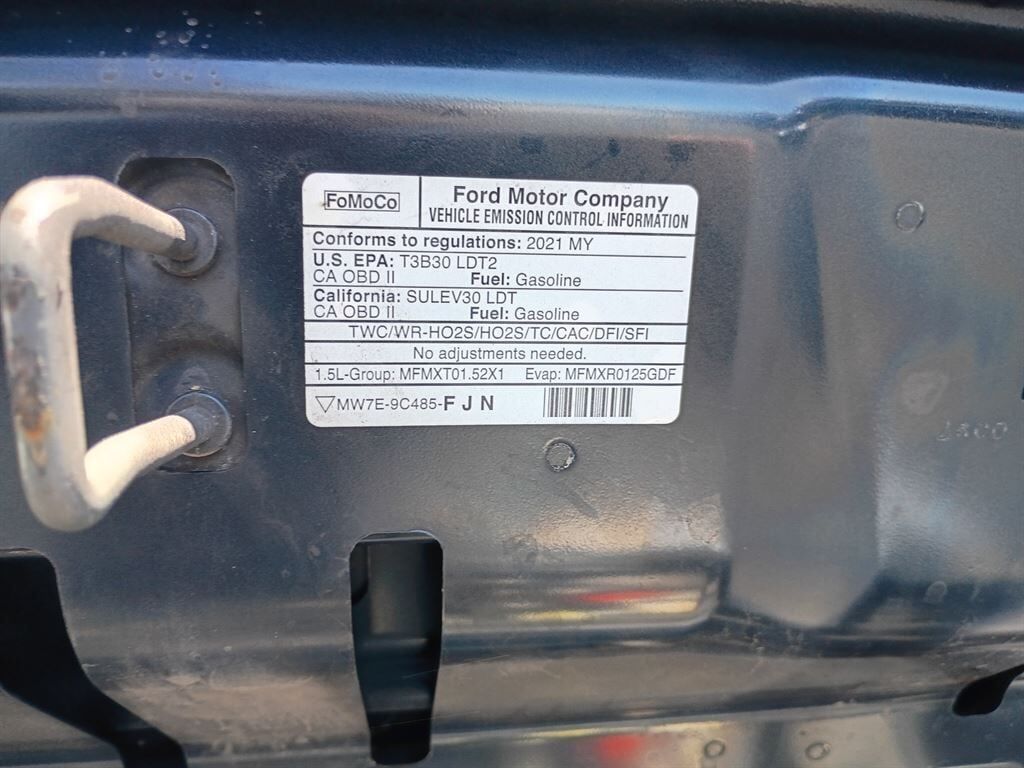 FoMoCo
Ford Motor Company
VEHICLE EMISSION CONTROL INFORMATION
Conforms to regulations: 2021 MY
U.S. EPA: T3B30 LDT2
CA OBD II Fuel: Gasoline
California: SULEV30 LDT
CA OBD II Fuel: Gasoline
TWC/WR-HO2S/HO2S/TC/CAC/DFI/SFI
No adjustments needed.
1.5L-Group: MFMXT01.52X1 Evap: MFMXR0125GDF
▽MW7E-9C485-F J N